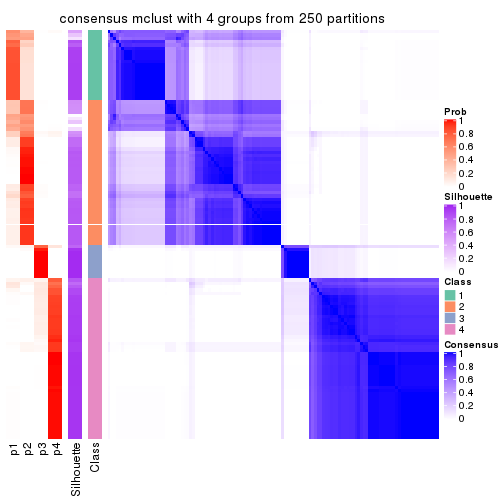 consensus mclust with 4 groups from 250 partitions
Prob
1
0.8
0.6
0.4
0.2
0
Silhouette
1
0.8
0.6
0.4
0.2
0
Class
1
2
3
4
Consensus
1
0.8
0.6
0.4
0.2
0
p1
p2
p3
p4
Silhouette
Class